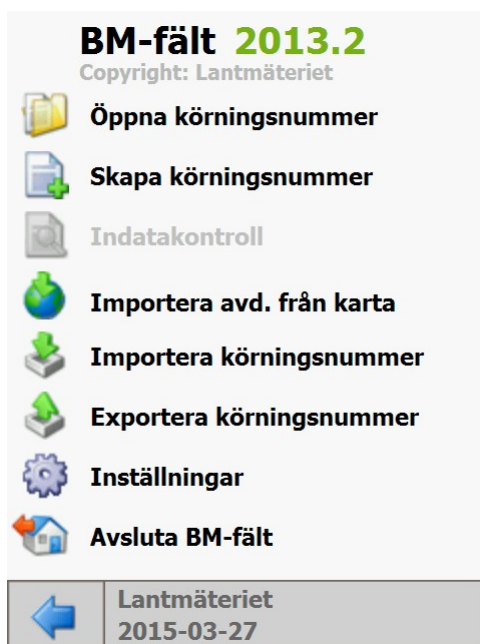 BM-fält 2013.2
Copyright: Lantmäteriet
Öppna körningsnummer
Skapa körningsnummer
Indatakontroll
Importera avd. från karta
Importera körningsnummer
Exportera körningsnummer
Inställningar
Avsluta BM-fält
Lantmäteriet
2015-03-27